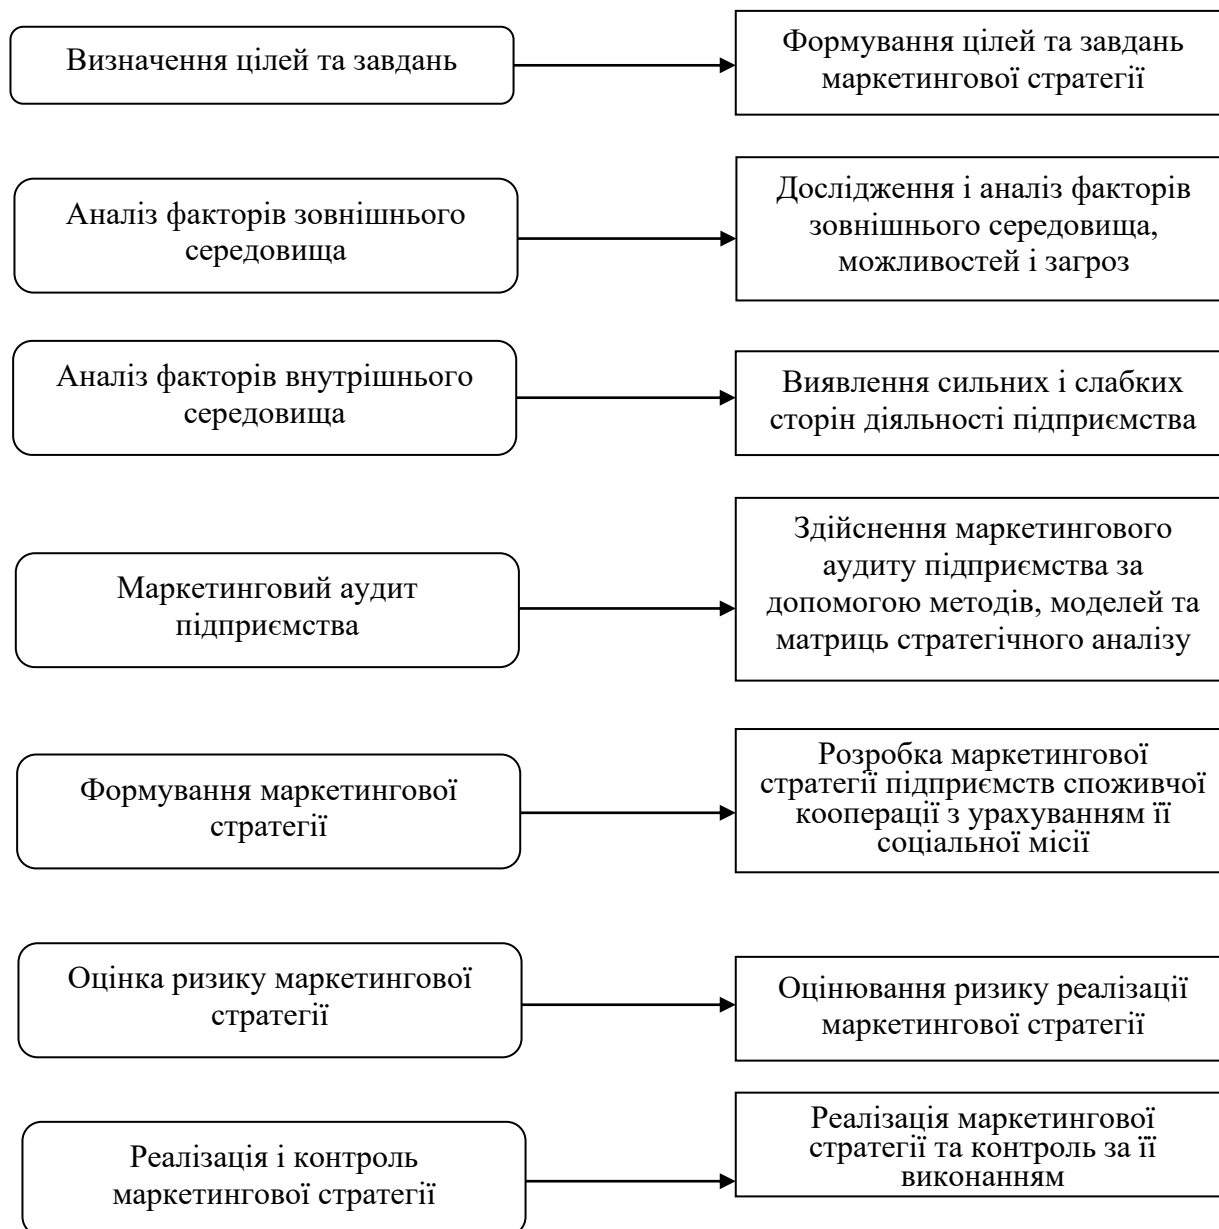 Визначення цілей та завдань
Формування цілей та завдань
маркетингової стратегії
Аналіз факторів зовнішнього
середовища
Дослідження і аналіз факторів
зовнішнього середовища,
можливостей і загроз
Аналіз факторів внутрішнього
середовища
Виявлення сильних і слабких
сторін діяльності підприємства
Маркетинговий аудит
підприємства
Здійснення маркетингового
аудиту підприємства за
допомогою методів, моделей та
матриць стратегічного аналізу
Формування маркетингової
стратегії
Розробка маркетингової
стратегії підприємств споживчої
кооперації з урахуванням її
соціальної місії
Оцінка ризику маркетингової
стратегії
Оцінювання ризику реалізації
маркетингової стратегії
Реалізація і контроль
маркетингової стратегії
Реалізація маркетингової
стратегії та контроль за її
виконанням